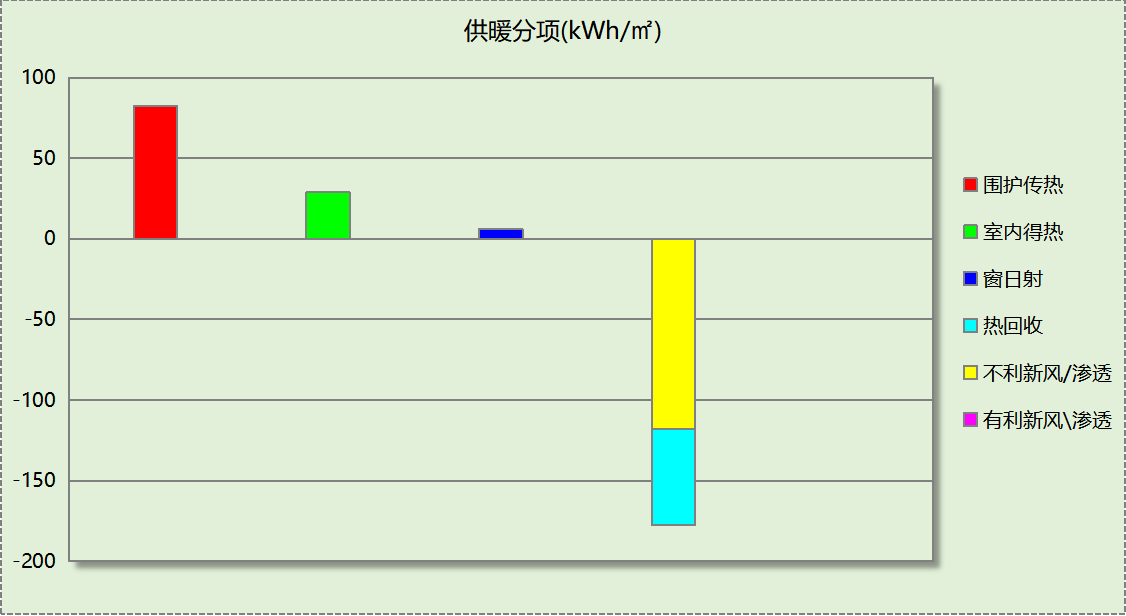 供暖分项(kWh/㎡)
100
50
0
-50
-100
-150
-200
围护传热
室内得热
窗日射
热回收
不利新风/渗透
有利新风\渗透